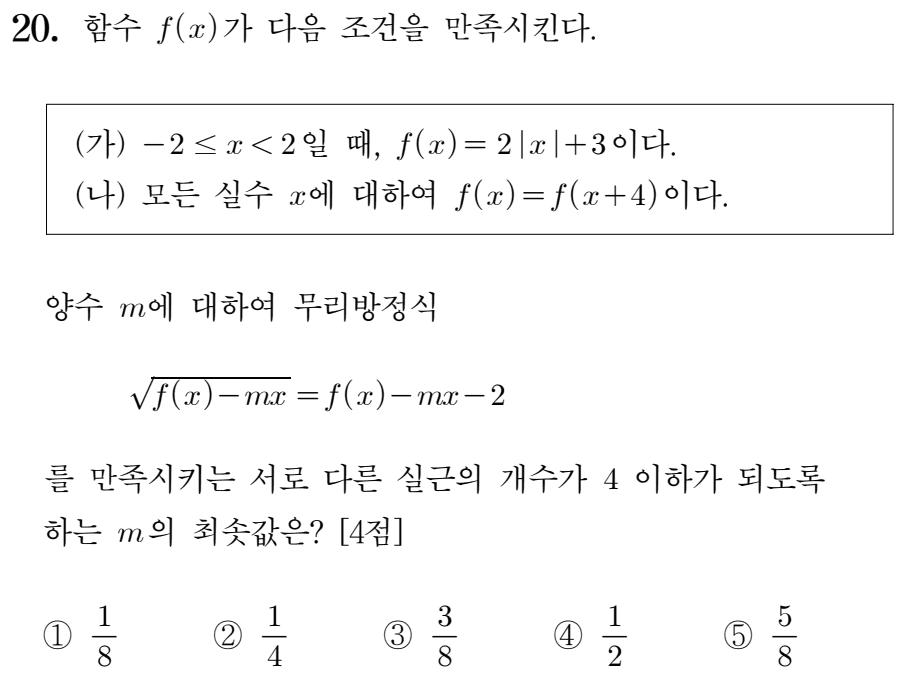 20. 함수 f(x)가 다음 조건을 만족시킨다.
(가) −2 ≤ x < 2일 때, f(x) = 2|x|+3이다.
(나) 모든 실수 x에 대하여 f(x)=f(x+4)이다.
양수 m에 대하여 무리방정식
√(f(x)−mx) = f(x)−mx−2
를 만족시키는 서로 다른 실근의 개수가 4 이하가 되도록
하는 m의 최솟값은? [4점]
① 1/8 ② 1/4 ③ 3/8 ④ 1/2 ⑤ 5/8